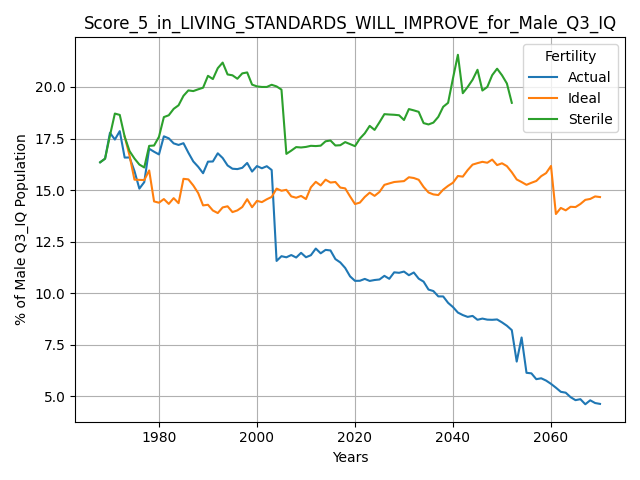 Score_5_in_LIVING_STANDARDS_WILL_IMPROVE_for_Male_Q3_IQ
Fertility
Actual
Ideal
Sterile
% of Male Q3_IQ Population
20.0
17.5
15.0
12.5
10.0
7.5
5.0
1980 2000 2020 2040 2060
Years